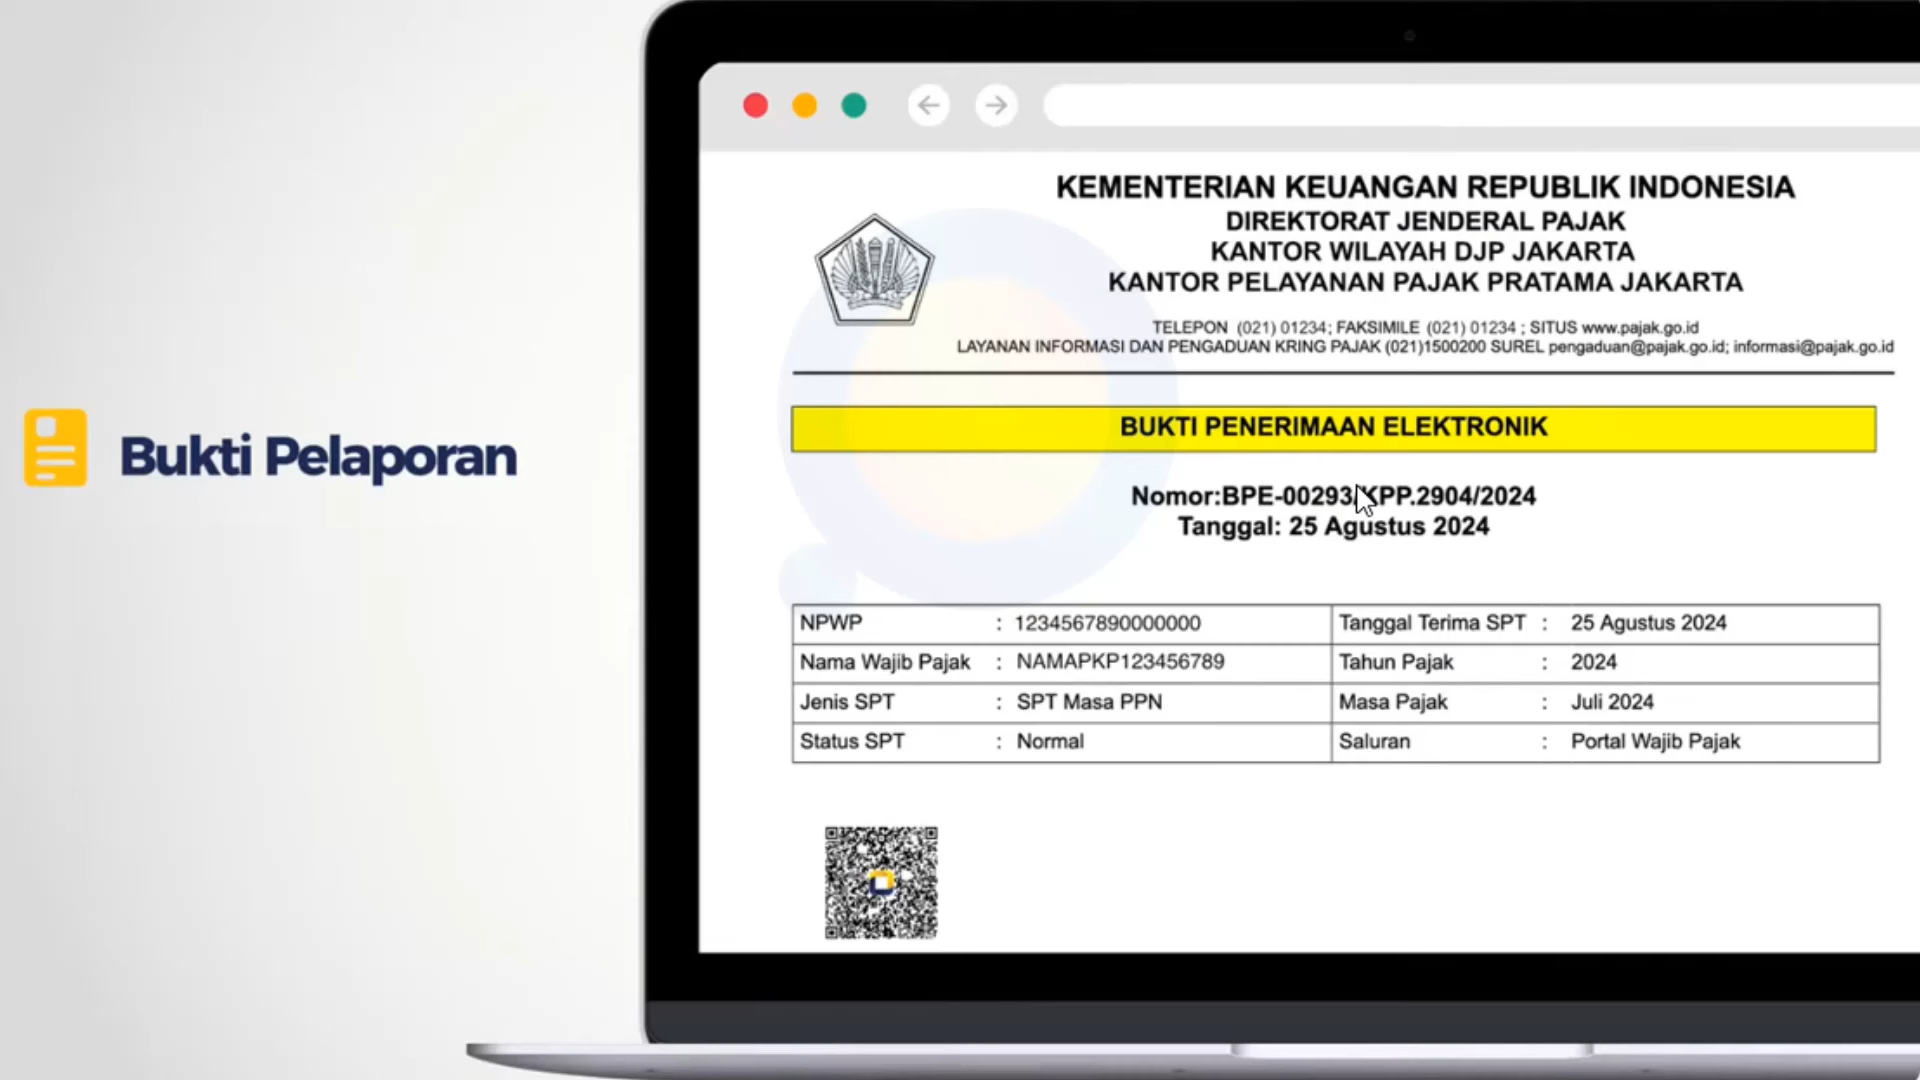 Bukti Pelaporan
KEMENTERIAN KEUANGAN REPUBLIK INDONESIA
DIREKTORAT JENDERAL PAJAK
KANTOR WILAYAH DJP JAKARTA
KANTOR PELAYANAN PAJAK PRATAMA JAKARTA
TELEPON (021) 01234; FAKSIMILE (021) 01234 ; SITUS www.pajak.go.id
LAYANAN INFORMASI DAN PENGADUAN KRING PAJAK (021)1500200 SUREL pengaduan@pajak.go.id; informasi@pajak.go.id
BUKTI PENERIMAAN ELEKTRONIK
Nomor:BPE-00293/KPP.2904/2024
Tanggal: 25 Agustus 2024
NPWP : 1234567890000000 Tanggal Terima SPT : 25 Agustus 2024
Nama Wajib Pajak : NAMAPKP123456789 Tahun Pajak : 2024
Jenis SPT : SPT Masa PPN Masa Pajak : Juli 2024
Status SPT : Normal Saluran : Portal Wajib Pajak